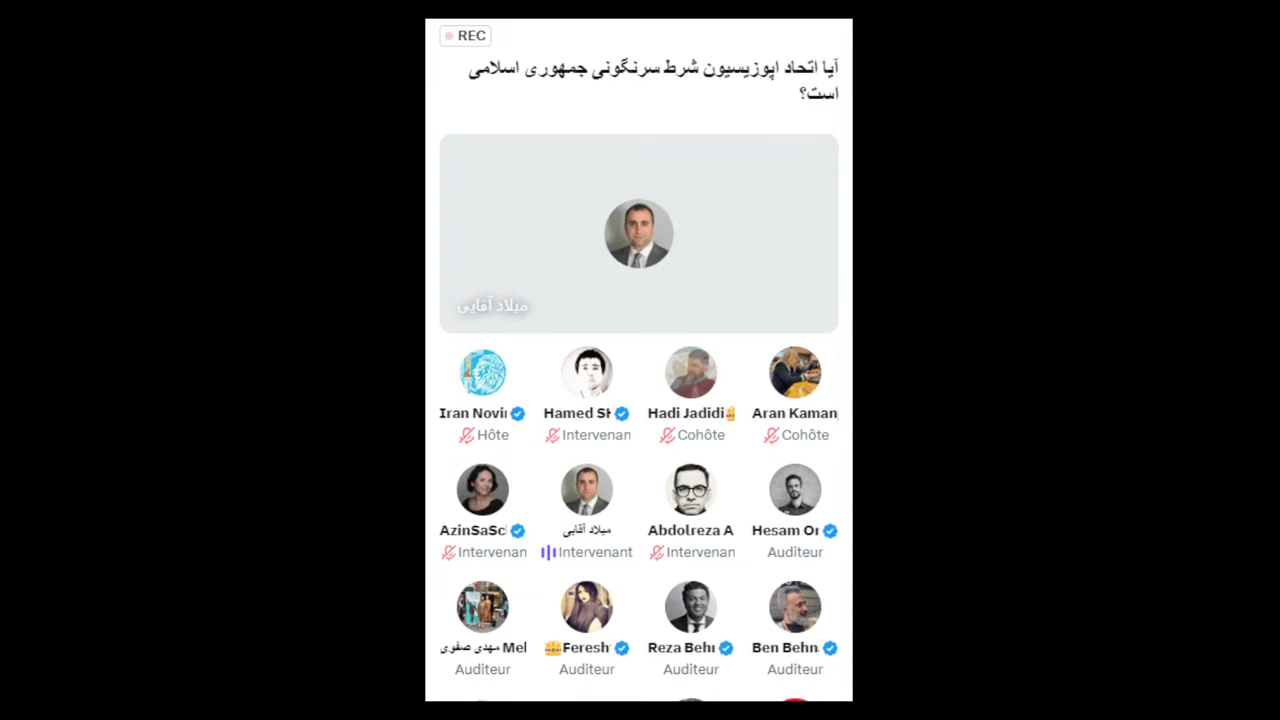 REC
آیا اتحاد اپوزیسیون شرط سرنگونی جمهوری اسلامی
است؟
میلاد آقایی
Iran Novin Hamed Sh Hadi Jadidi Aran Kaman
Hôte Intervenan Cohôte Cohôte
AzinSaSc میلاد آقایی Abdolreza A Hesam Or
Intervenan Intervenant Intervenan Auditeur
مهدی صفوی Mel Feresh Reza Behr Ben Behn
Auditeur Auditeur Auditeur Auditeur